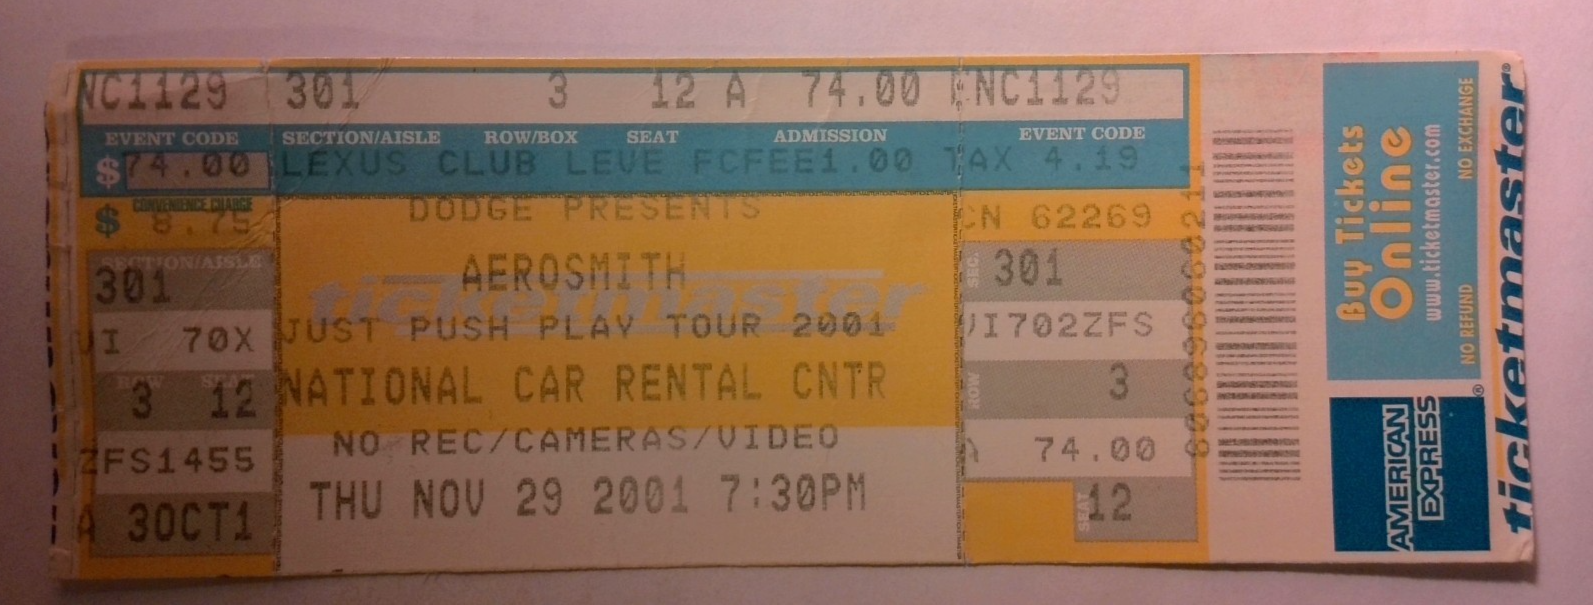 NC1129 301 3 12 A 74.00 ENC1129
EVENT CODE SECTION/AISLE ROW/BOX SEAT ADMISSION EVENT CODE
$ 74.00 LEXUS CLUB LEVE FCFEE1.00 TAX 4.19
CONVENIENCE CHARGE
$ 8.75 DODGE PRESENTS CN 62269
SECTION/AISLE
301 AEROSMITH SEC. 301
ticketmaster
UI 70X JUST PUSH PLAY TOUR 2001 VI702ZFS
ROW SEAT
3 12 NATIONAL CAR RENTAL CNTR ROW 3
ZFS1455 NO REC/CAMERAS/VIDEO A 74.00
A 30CT1 THU NOV 29 2001 7:30PM SEAT 12
Buy Tickets
Online
www.ticketmaster.com
NO REFUND NO EXCHANGE
AMERICAN
EXPRESS
®
ticketmaster®